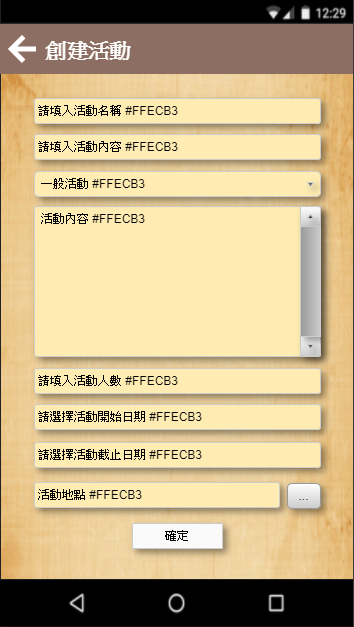 12:29
創建活動
請填入活動名稱 #FFECB3
請填入活動內容 #FFECB3
一般活動 #FFECB3
活動內容 #FFECB3
請填入活動人數 #FFECB3
請選擇活動開始日期 #FFECB3
請選擇活動截止日期 #FFECB3
活動地點 #FFECB3 ...
確定